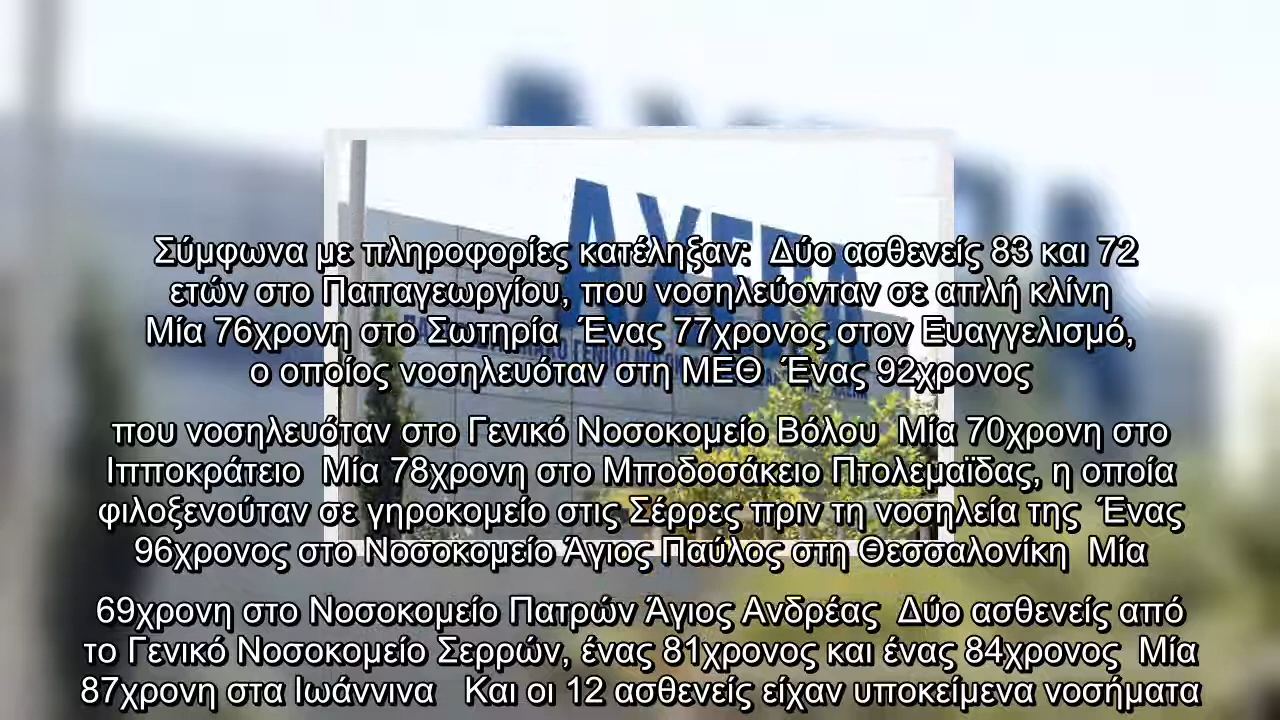 ΑΧΕΠΑ
Σύμφωνα με πληροφορίες κατέληξαν: Δύο ασθενείς 83 και 72
ετών στο Παπαγεωργίου, που νοσηλεύονταν σε απλή κλίνη
Μία 76χρονη στο Σωτηρία Ένας 77χρονος στον Ευαγγελισμό,
ο οποίος νοσηλευόταν στη ΜΕΘ Ένας 92χρονος
που νοσηλευόταν στο Γενικό Νοσοκομείο Βόλου Μία 70χρονη στο
Ιπποκράτειο Μία 78χρονη στο Μποδοσάκειο Πτολεμαϊδας, η οποία
φιλοξενούταν σε γηροκομείο στις Σέρρες πριν τη νοσηλεία της Ένας
96χρονος στο Νοσοκομείο Άγιος Παύλος στη Θεσσαλονίκη Μία
69χρονη στο Νοσοκομείο Πατρών Άγιος Ανδρέας Δύο ασθενείς από
το Γενικό Νοσοκομείο Σερρών, ένας 81χρονος και ένας 84χρονος Μία
87χρονη στα Ιωάννινα Και οι 12 ασθενείς είχαν υποκείμενα νοσήματα